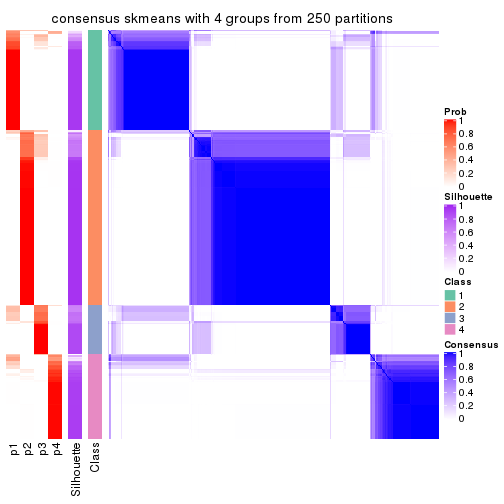 consensus skmeans with 4 groups from 250 partitions
Prob
1
0.8
0.6
0.4
0.2
0
Silhouette
1
0.8
0.6
0.4
0.2
0
Class
1
2
3
4
Consensus
1
0.8
0.6
0.4
0.2
0
p1
p2
p3
p4
Silhouette
Class